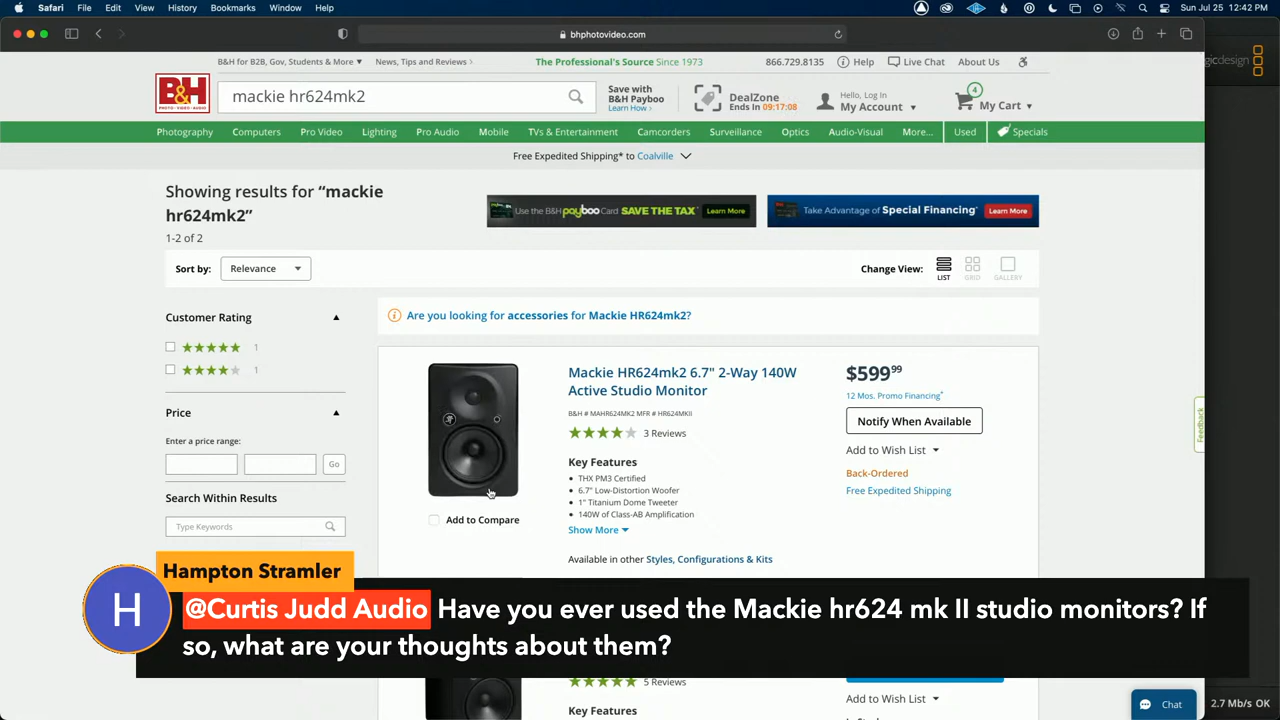 Safari File Edit View History Bookmarks Stramlow Window Help
Sun Jul 25 12:42 PM
bhphotovideo.com
B&H for B2B, Gov, Students & More
News, Tips and Reviews
The Professional's Source Since 1973
866.729.8135
Help
Live Chat
About Us
B&H
PHOTO · VIDEO · AUDIO
mackie hr624mk2
Save with
B&H Payboo
Learn How
DealZone
Ends In 09:17:08
Hello, Log In
My Account
4
My Cart
Photography Computers Pro Video Lighting Pro Audio Mobile TVs & Entertainment Camcorders Surveillance Optics Audio-Visual More... Used Specials
Free Expedited Shipping* to Coalville
Showing results for “mackie
hr624mk2”
1-2 of 2
Use the B&H payboo Card SAVE THE TAX Learn More
Take Advantage of Special Financing* Learn More
Sort by: Relevance
Change View:
LIST GRID GALLERY
Customer Rating
1
1
Price
Enter a price range:
Go
Search Within Results
Type Keywords
Are you looking for accessories for Mackie HR624mk2?
Mackie HR624mk2 6.7" 2-Way 140W
Active Studio Monitor
B&H # MAHR624MK2 MFR # HR624MKII
3 Reviews
Key Features
THX PM3 Certified
6.7" Low-Distortion Woofer
1" Titanium Dome Tweeter
140W of Class-AB Amplification
Show More
Available in other Styles, Configurations & Kits
Add to Compare
$599.99
12 Mos. Promo Financing*
Notify When Available
Add to Wish List
Back-Ordered
Free Expedited Shipping
Feedback
gicdesign
Hampton Stramler
H
@Curtis Judd Audio Have you ever used the Mackie hr624 mk II studio monitors? If
so, what are your thoughts about them?
5 Reviews
Key Features
Add to Wish List
Chat
2.7 Mb/s OK